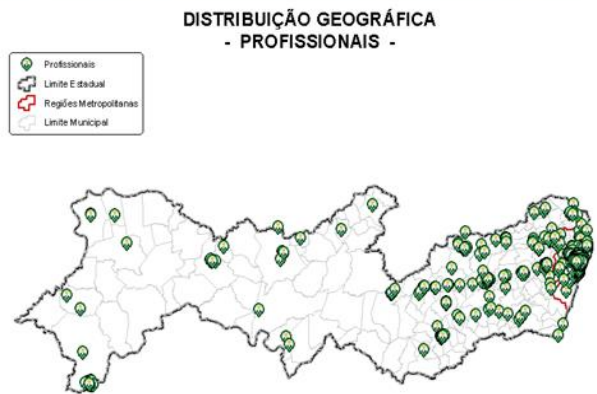 DISTRIBUIÇÃO GEOGRÁFICA
- PROFISSIONAIS -
Profissionais
Limite Estadual
Regiões Metropolitanas
Limite Municipal